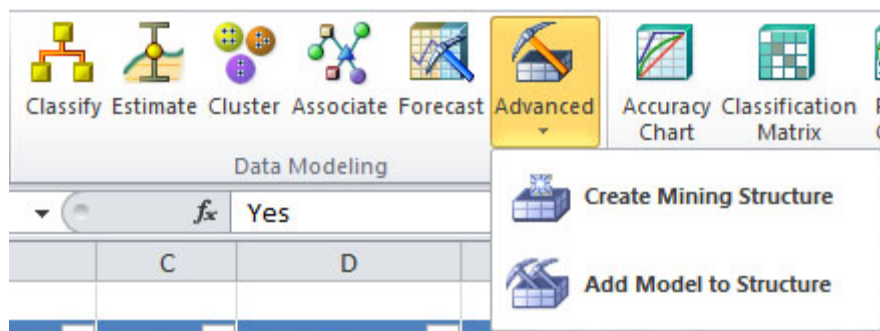 Classify Estimate Cluster Associate Forecast Advanced Accuracy Chart Classification Matrix
Data Modeling
fx Yes
C D
Create Mining Structure
Add Model to Structure